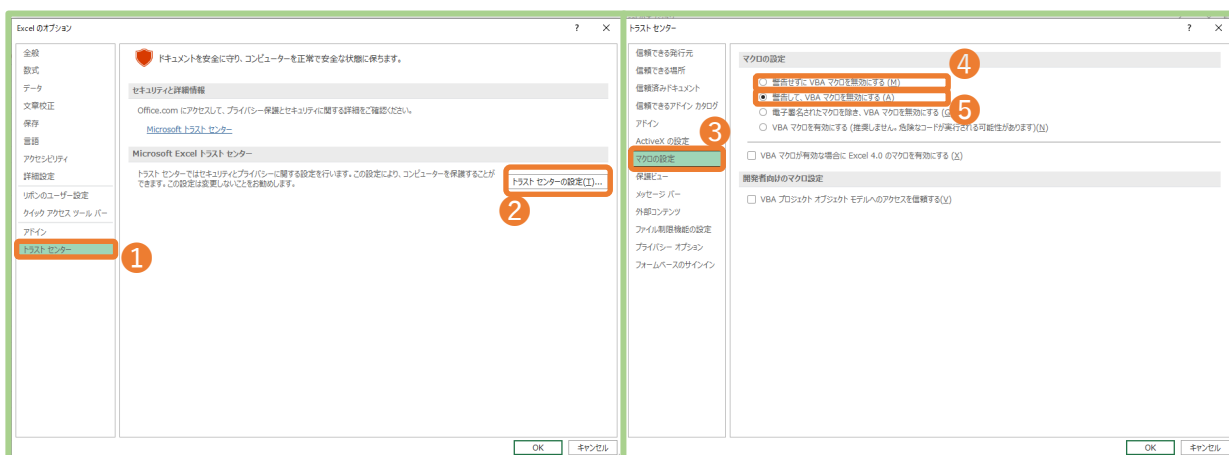 Excel のオプション
? ×
全般
数式
データ
文章校正
保存
言語
アクセシビリティ
詳細設定
リボンのユーザー設定
クイック アクセス ツール バー
アドイン
トラスト センター
1
ドキュメントを安全に守り、コンピューターを正常で安全な状態に保ちます。
セキュリティと詳細情報
Office.com にアクセスして、プライバシー保護とセキュリティに関する詳細をご確認ください。
Microsoft トラスト センター
Microsoft Excel トラスト センター
トラスト センターではセキュリティとプライバシーに関する設定を行います。この設定により、コンピューターを保護することが
できます。この設定は変更しないことをお勧めします。
トラスト センターの設定(T)...
2
OK キャンセル
トラスト センター
? ×
信頼できる発行元
信頼できる場所
信頼済みドキュメント
信頼できるアドイン カタログ
アドイン
ActiveX の設定
3
マクロの設定
保護ビュー
メッセージ バー
外部コンテンツ
ファイル制限機能の設定
プライバシー オプション
フォームベースのサインイン
マクロの設定
4
警告せずに VBA マクロを無効にする (M)
警告して、VBA マクロを無効にする (A)
5
電子署名されたマクロを除き、VBA マクロを無効にする
VBA マクロを有効にする (推奨しません。危険なコードが実行される可能性があります)(N)
VBA マクロが有効な場合に Excel 4.0 のマクロを有効にする (X)
開発者向けのマクロ設定
VBA プロジェクト オブジェクト モデルへのアクセスを信頼する(V)
OK キャンセル